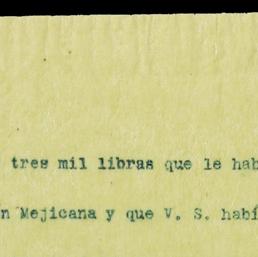 tres mil libras que le hab
n Mejicana y que V. S. habí